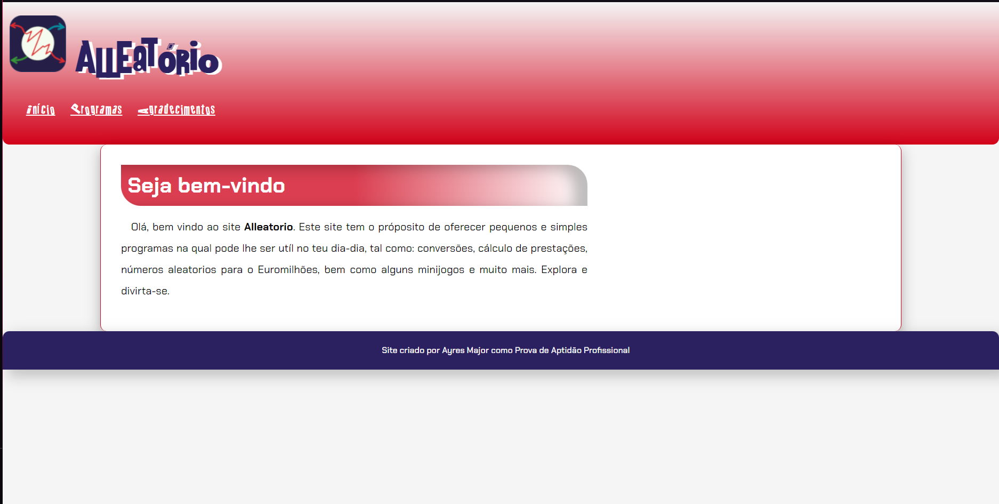 ALLEatÓRio
Início Programas Agradecimentos
Seja bem-vindo
Olá, bem vindo ao site Alleatorio. Este site tem o próposito de oferecer pequenos e simples
programas na qual pode lhe ser utíl no teu dia-dia, tal como: conversões, cálculo de prestações,
números aleatorios para o Euromilhões, bem como alguns minijogos e muito mais. Explora e
divirta-se.
Site criado por Ayres Major como Prova de Aptidão Profissional